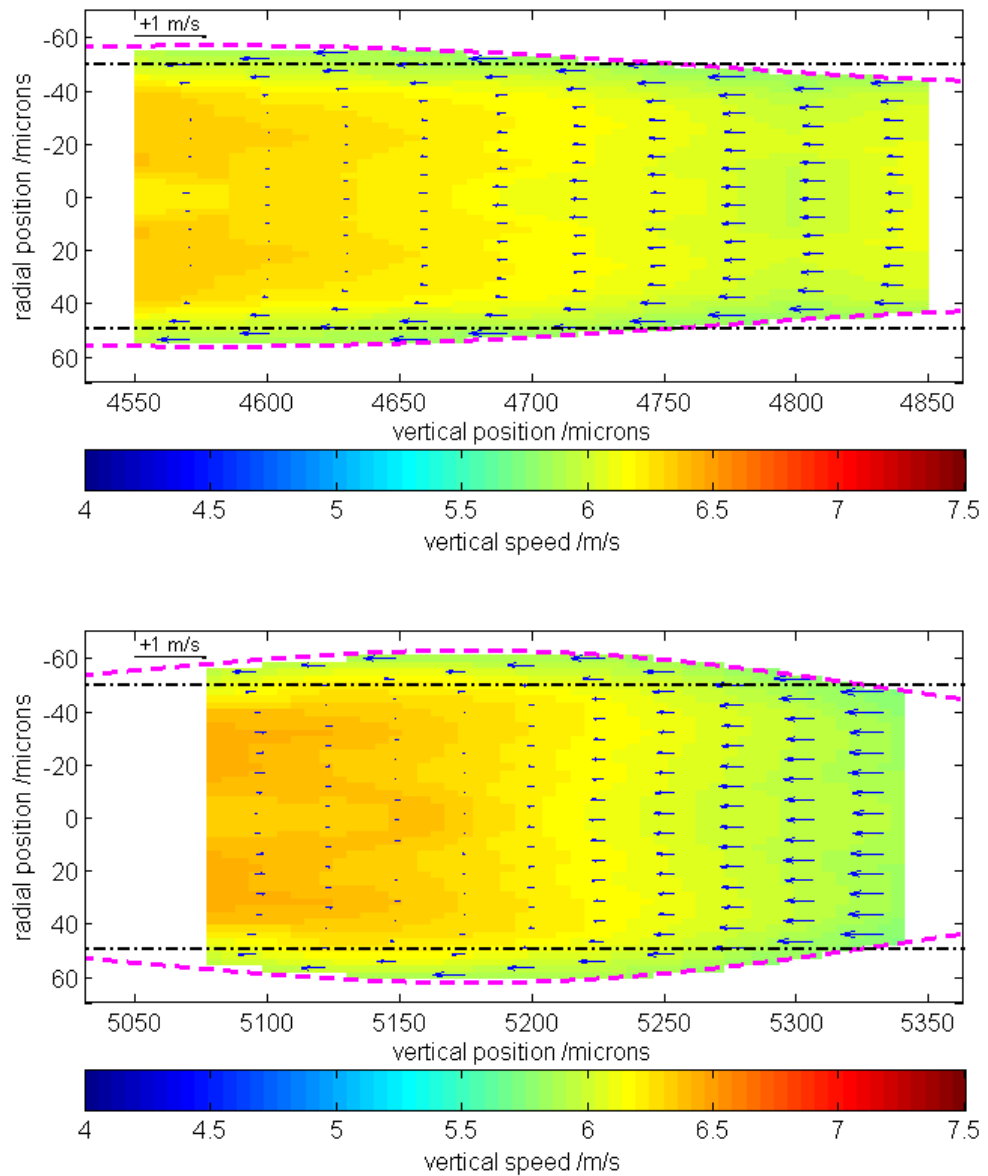 +1 m/s
-60
-40
-20
0
20
40
60
radial position /microns
4550 4600 4650 4700 4750 4800 4850
vertical position /microns
4 4.5 5 5.5 6 6.5 7 7.5
vertical speed /m/s
+1 m/s
-60
-40
-20
0
20
40
60
radial position /microns
5050 5100 5150 5200 5250 5300 5350
vertical position /microns
4 4.5 5 5.5 6 6.5 7 7.5
vertical speed /m/s